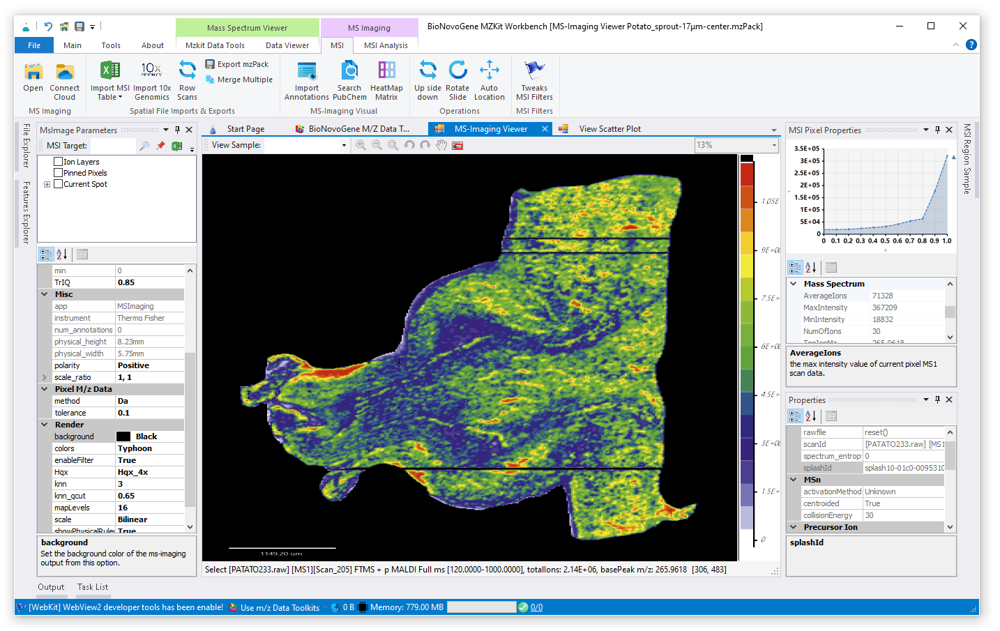 Mass Spectrum Viewer
MS Imaging
BioNovoGene MZKit Workbench [MS-Imaging Viewer Potato_sprout-17µm-center.mzPack]
File
Main
Tools
About
Mzkit Data Tools
Data Viewer
MSI
MSI Analysis
Open
Connect
Cloud
MS Imaging
Import MSI
Table
10X
GENOMICS
Import 10x
Genomics
Row
Scans
Export mzPack
Merge Multiple
Spatial File Imports & Exports
Import
Annotations
Search
PubChem
HeatMap
Matrix
MS-Imaging Visual
Up side
down
Rotate
Slide
Auto
Location
Operations
Tweaks
MSI Filters
MSI Filters
File Explorer
Features Explorer
MsImage Parameters
MSI Target:
Ion Layers
Pinned Pixels
Current Spot
min 0
TrIQ 0.85
Misc
app MSImaging
instrument Thermo Fisher
num_annotations 0
physical_height 8.23mm
physical_width 5.75mm
polarity Positive
scale_ratio 1, 1
Pixel M/z Data
method Da
tolerance 0.1
Render
background Black
colors Typhoon
enableFilter True
Hqx Hqx_4x
knn 3
knn_qcut 0.65
mapLevels 16
scale Bilinear
showPhysicalRuler True
background
Set the background color of the ms-imaging
output from this option.
Output
Task List
Start Page
BioNovoGene M/Z Data T...
MS-Imaging Viewer
View Scatter Plot
View Sample:
13%
1.05E
9E+0
7.5E+
6E+0
4.5E+
3E+0
1.5E+
0
1149.20 um
Select [PATATO233.raw] [MS1][Scan_205] FTMS + p MALDI Full ms [120.0000-1000.0000], totalIons: 2.14E+06, basePeak m/z: 265.9618 [306, 483]
MSI Pixel Properties
3.5E+05
3E+05
2.5E+05
2E+05
1.5E+05
1E+05
5E+04
0
0 0.1 0.2 0.3 0.4 0.5 0.6 0.7 0.8 0.9 1.0
x
Mass Spectrum
AverageIons 71328
MaxIntensity 367209
MinIntensity 18832
NumOfIons 30
TopIonMz 265.9618
AverageIons
the max intensity value of current pixel MS1
scan data.
Properties
rawfile reset()
scanId [PATATO233.raw] [MS1
spectrum_entrop 0
splashId splash10-01c0-0095310
MSn
activationMethod Unknown
centroided True
collisionEnergy 30
Precursor Ion
splashId
MSI Region Sample
[WebKit] WebView2 developer tools has been enable!
Use m/z Data Toolkits
0 B
Memory: 779.00 MB
0/0